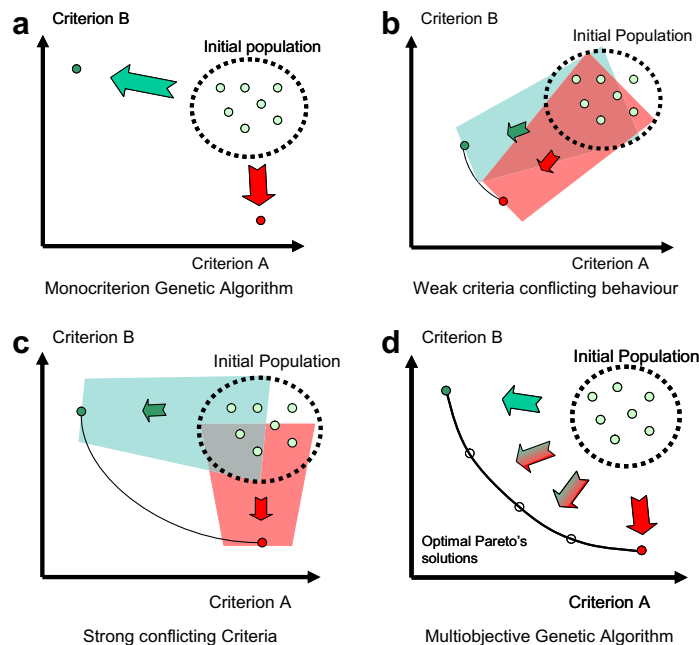 a
Criterion B
Initial population
Criterion A
Monocriterion Genetic Algorithm
b
Criterion B
Initial Population
Criterion A
Weak criteria conflicting behaviour
c
Criterion B
Initial Population
Criterion A
Strong conflicting Criteria
d
Criterion B
Initial Population
Optimal Pareto's
solutions
Criterion A
Multiobjective Genetic Algorithm